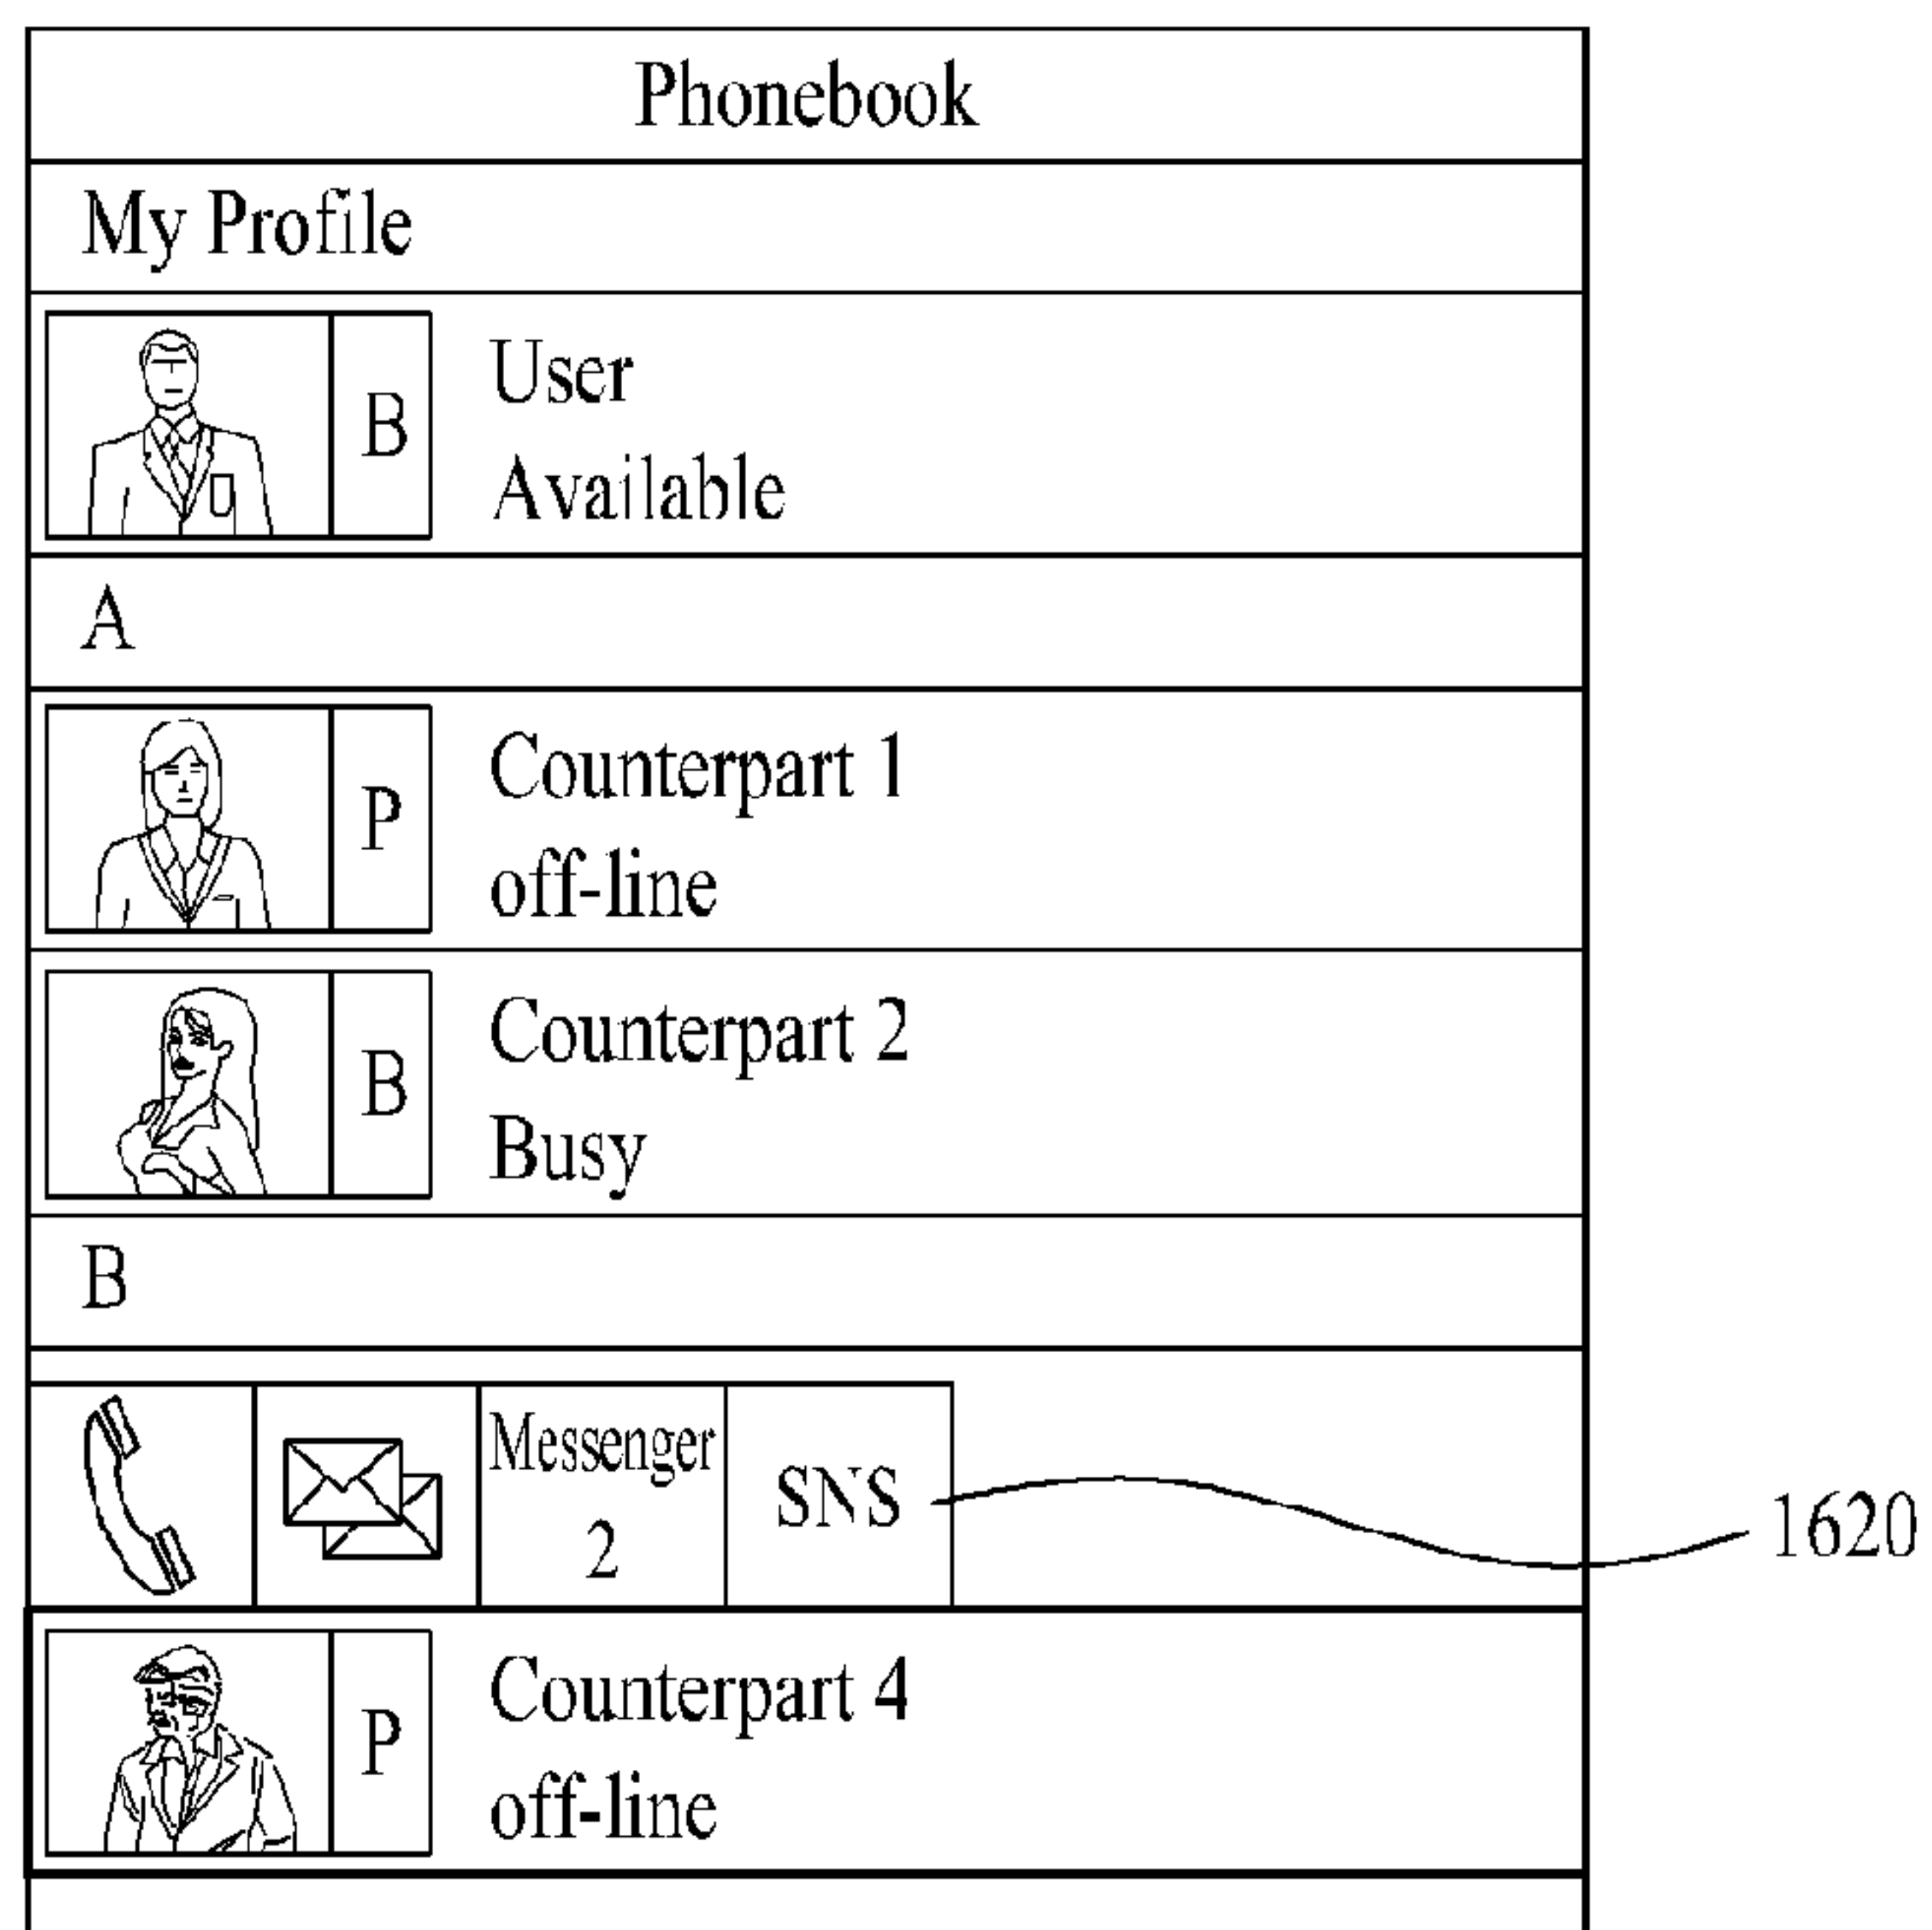 Phonebook
My Profile
B
User
Available
A
P
Counterpart 1
off-line
B
Counterpart 2
Busy
B
Messenger
2
SNS
1620
P
Counterpart 4
off-line